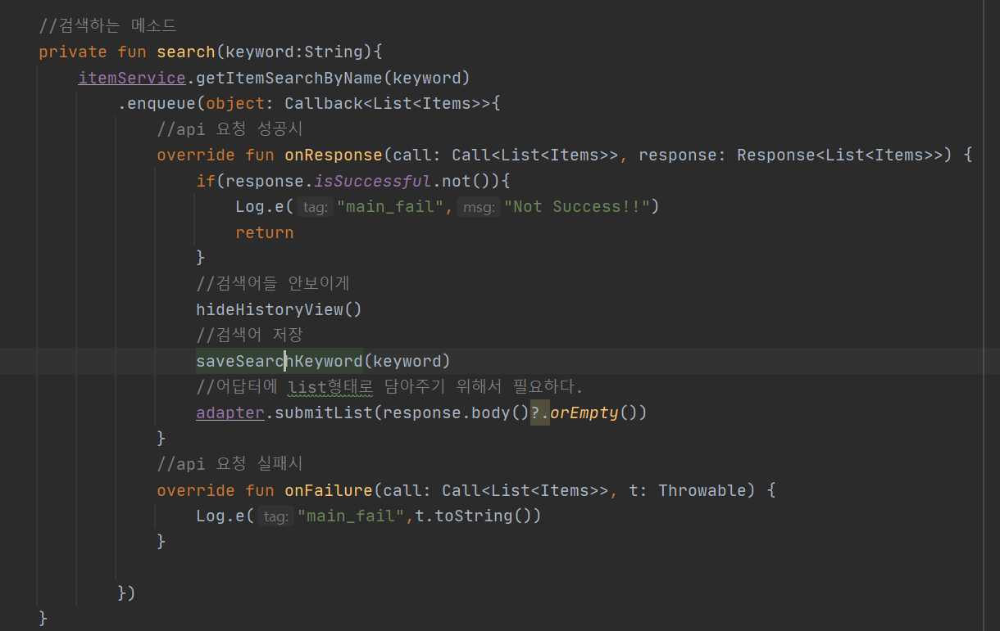 //검색하는 메소드
private fun search(keyword:String){
itemService.getItemSearchByName(keyword)
.enqueue(object: Callback<List<Items>>{
//api 요청 성공시
override fun onResponse(call: Call<List<Items>>, response: Response<List<Items>>) {
if(response.isSuccessful.not()){
Log.e( tag: "main_fail", msg: "Not Success!!")
return
}
//검색어들 안보이게
hideHistoryView()
//검색어 저장
saveSearchKeyword(keyword)
//어답터에 list형태로 담아주기 위해서 필요하다.
adapter.submitList(response.body()?.orEmpty())
}
//api 요청 실패시
override fun onFailure(call: Call<List<Items>>, t: Throwable) {
Log.e( tag: "main_fail",t.toString())
}
})
}